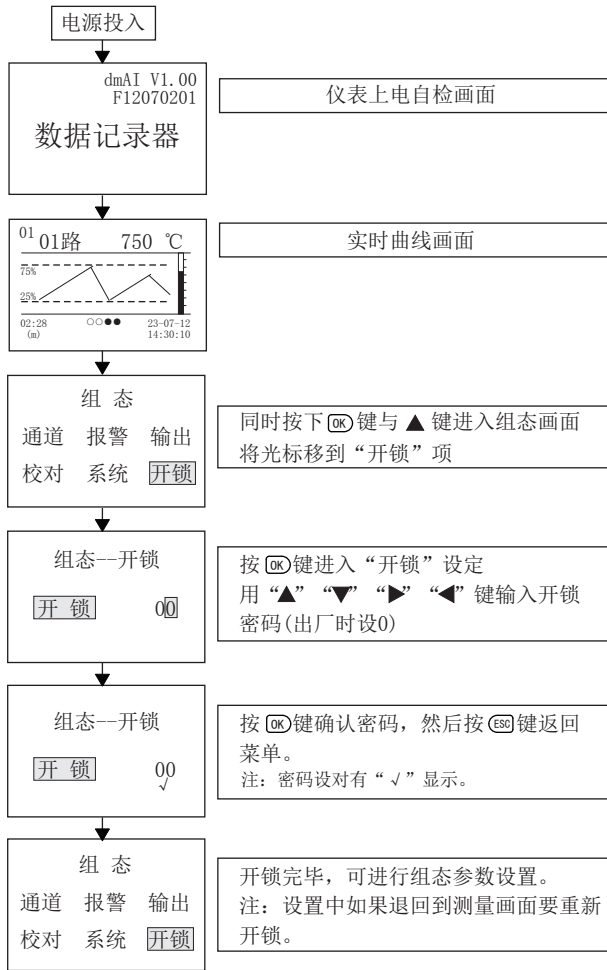 电源投入
dmAI V1.00
F12070201
数据记录器
仪表上电自检画面
01 01路 750 ℃
75%
25%
02:28 ○○●● 23-07-12
(m) 14:30:10
实时曲线画面
组 态
通道 报警 输出
校对 系统 开锁
同时按下OK键与▲键进入组态画面
将光标移到“开锁”项
组态--开锁
开 锁 00
按OK键进入“开锁”设定
用“▲”“▼”“▶”“◀”键输入开锁
密码(出厂时设0)
组态--开锁
开 锁 00
√
按OK键确认密码，然后按ESC键返回
菜单。
注：密码设对有“√”显示。
组 态
通道 报警 输出
校对 系统 开锁
开锁完毕，可进行组态参数设置。
注：设置中如果退回到测量画面要重新
开锁。